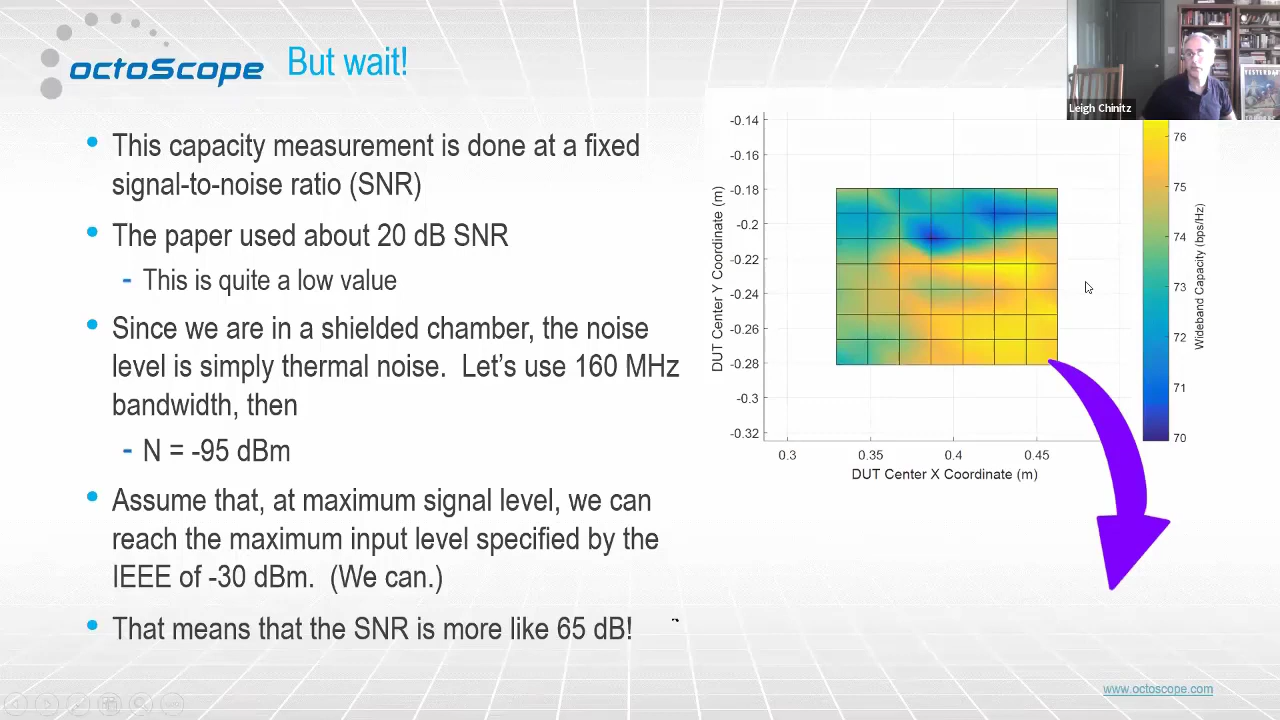 octoScope
But wait!
Leigh Chinitz
• This capacity measurement is done at a fixed
signal-to-noise ratio (SNR)
• The paper used about 20 dB SNR
- This is quite a low value
• Since we are in a shielded chamber, the noise
level is simply thermal noise. Let's use 160 MHz
bandwidth, then
- N = -95 dBm
• Assume that, at maximum signal level, we can
reach the maximum input level specified by the
IEEE of -30 dBm. (We can.)
• That means that the SNR is more like 65 dB!
DUT Center Y Coordinate (m)
-0.14
-0.16
-0.18
-0.2
-0.22
-0.24
-0.26
-0.28
-0.3
-0.32
0.3
0.35
0.4
0.45
DUT Center X Coordinate (m)
76
75
74
73
72
71
70
Wideband Capacity (bps/Hz)
www.octoscope.com